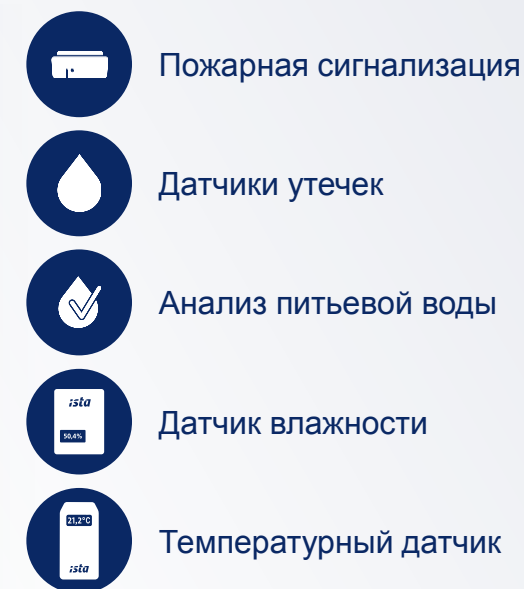 Пожарная сигнализация
Датчики утечек
Анализ питьевой воды
ista
50,4%
Датчик влажности
21,2°C
ista
Температурный датчик